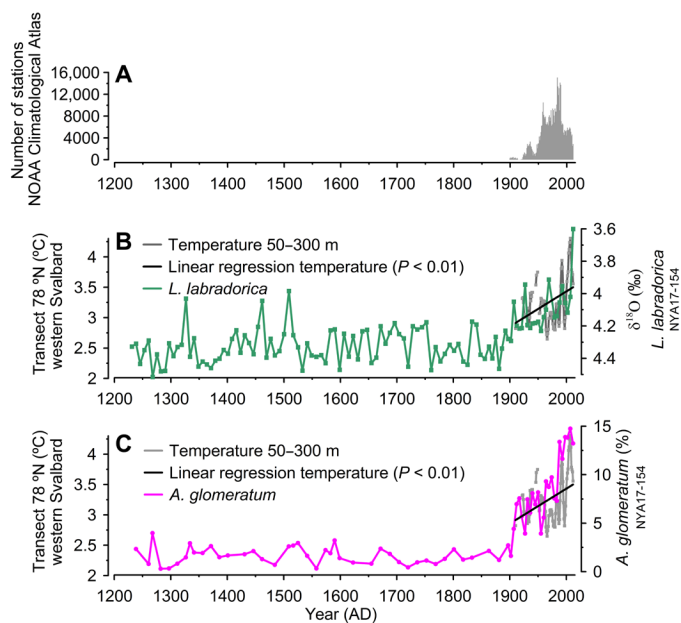 A
Number of stations
NOAA Climatological Atlas
16,000
12,000
8000
4000
0
1200 1300 1400 1500 1600 1700 1800 1900 2000
B
Temperature 50–300 m
Linear regression temperature (P < 0.01)
L. labradorica
Transect 78 ºN (ºC)
western Svalbard
4
3.5
3
2.5
2
3.6
3.8
4.0
4.2
4.4
δ18O (‰)
L. labradorica
NYA17-154
1200 1300 1400 1500 1600 1700 1800 1900 2000
C
Temperature 50–300 m
Linear regression temperature (P < 0.01)
A. glomeratum
Transect 78 ºN (ºC)
western Svalbard
4
3.5
3
2.5
2
15
10
5
0
A. glomeratum (%)
NYA17-154
1200 1300 1400 1500 1600 1700 1800 1900 2000
Year (AD)